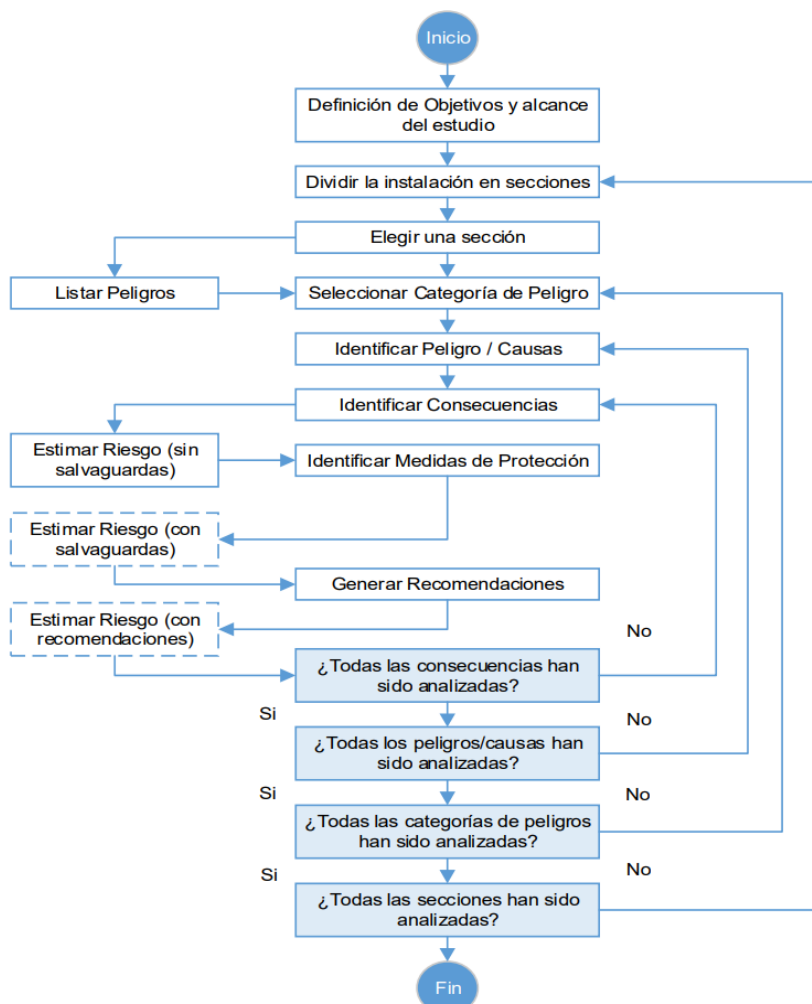 Inicio
Definición de Objetivos y alcance
del estudio
Dividir la instalación en secciones
Elegir una sección
Listar Peligros
Seleccionar Categoría de Peligro
Identificar Peligro / Causas
Identificar Consecuencias
Estimar Riesgo (sin
salvaguardas)
Identificar Medidas de Protección
Estimar Riesgo (con
salvaguardas)
Generar Recomendaciones
Estimar Riesgo (con
recomendaciones)
No
¿Todas las consecuencias han
sido analizadas?
Si
No
¿Todas los peligros/causas han
sido analizadas?
Si
No
¿Todas las categorías de peligros
han sido analizadas?
Si
No
¿Todas las secciones han sido
analizadas?
Fin